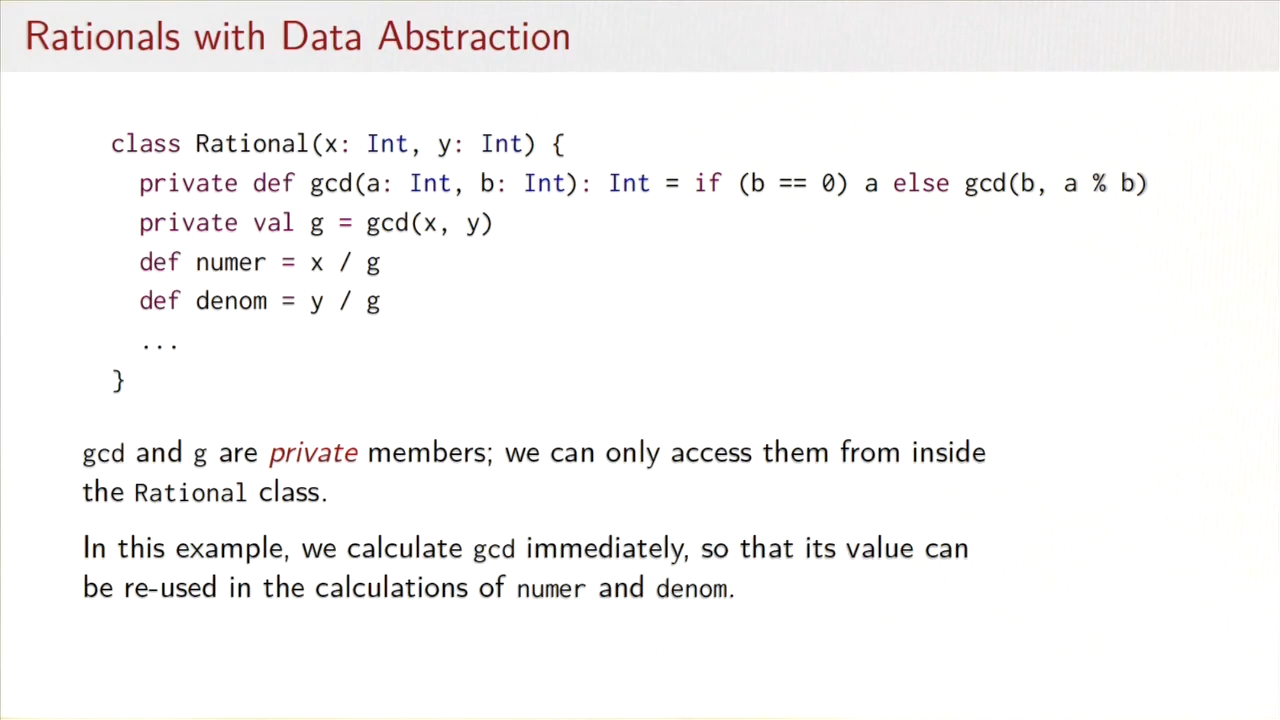 Rationals with Data Abstraction
class Rational(x: Int, y: Int) {
private def gcd(a: Int, b: Int): Int = if (b == 0) a else gcd(b, a % b)
private val g = gcd(x, y)
def numer = x / g
def denom = y / g
...
}
gcd and g are private members; we can only access them from inside
the Rational class.
In this example, we calculate gcd immediately, so that its value can
be re-used in the calculations of numer and denom.